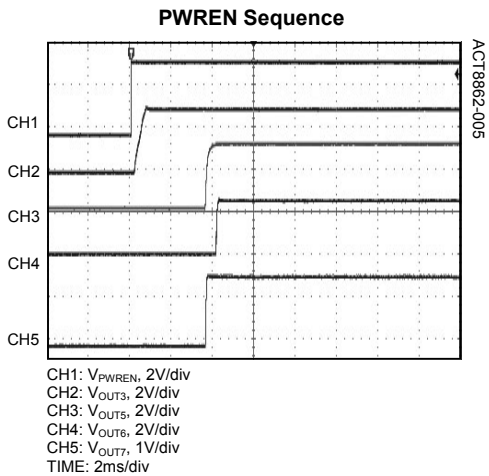 PWREN Sequence
ACT8862-005
CH1
CH2
CH3
CH4
CH5
CH1: VPWREN, 2V/div
CH2: VOUT3, 2V/div
CH3: VOUT5, 2V/div
CH4: VOUT6, 2V/div
CH5: VOUT7, 1V/div
TIME: 2ms/div